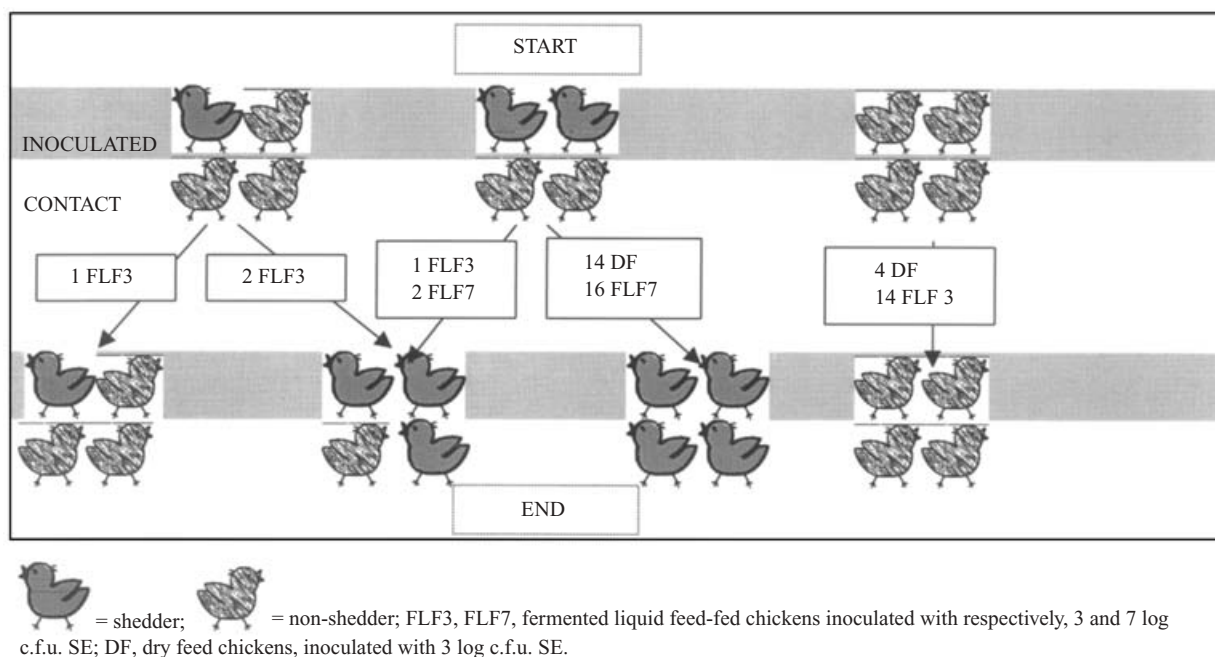 START
INOCULATED
CONTACT
1 FLF3
2 FLF3
1 FLF3
2 FLF7
14 DF
16 FLF7
4 DF
14 FLF 3
END
= shedder; = non-shedder; FLF3, FLF7, fermented liquid feed-fed chickens inoculated with respectively, 3 and 7 log
c.f.u. SE; DF, dry feed chickens, inoculated with 3 log c.f.u. SE.